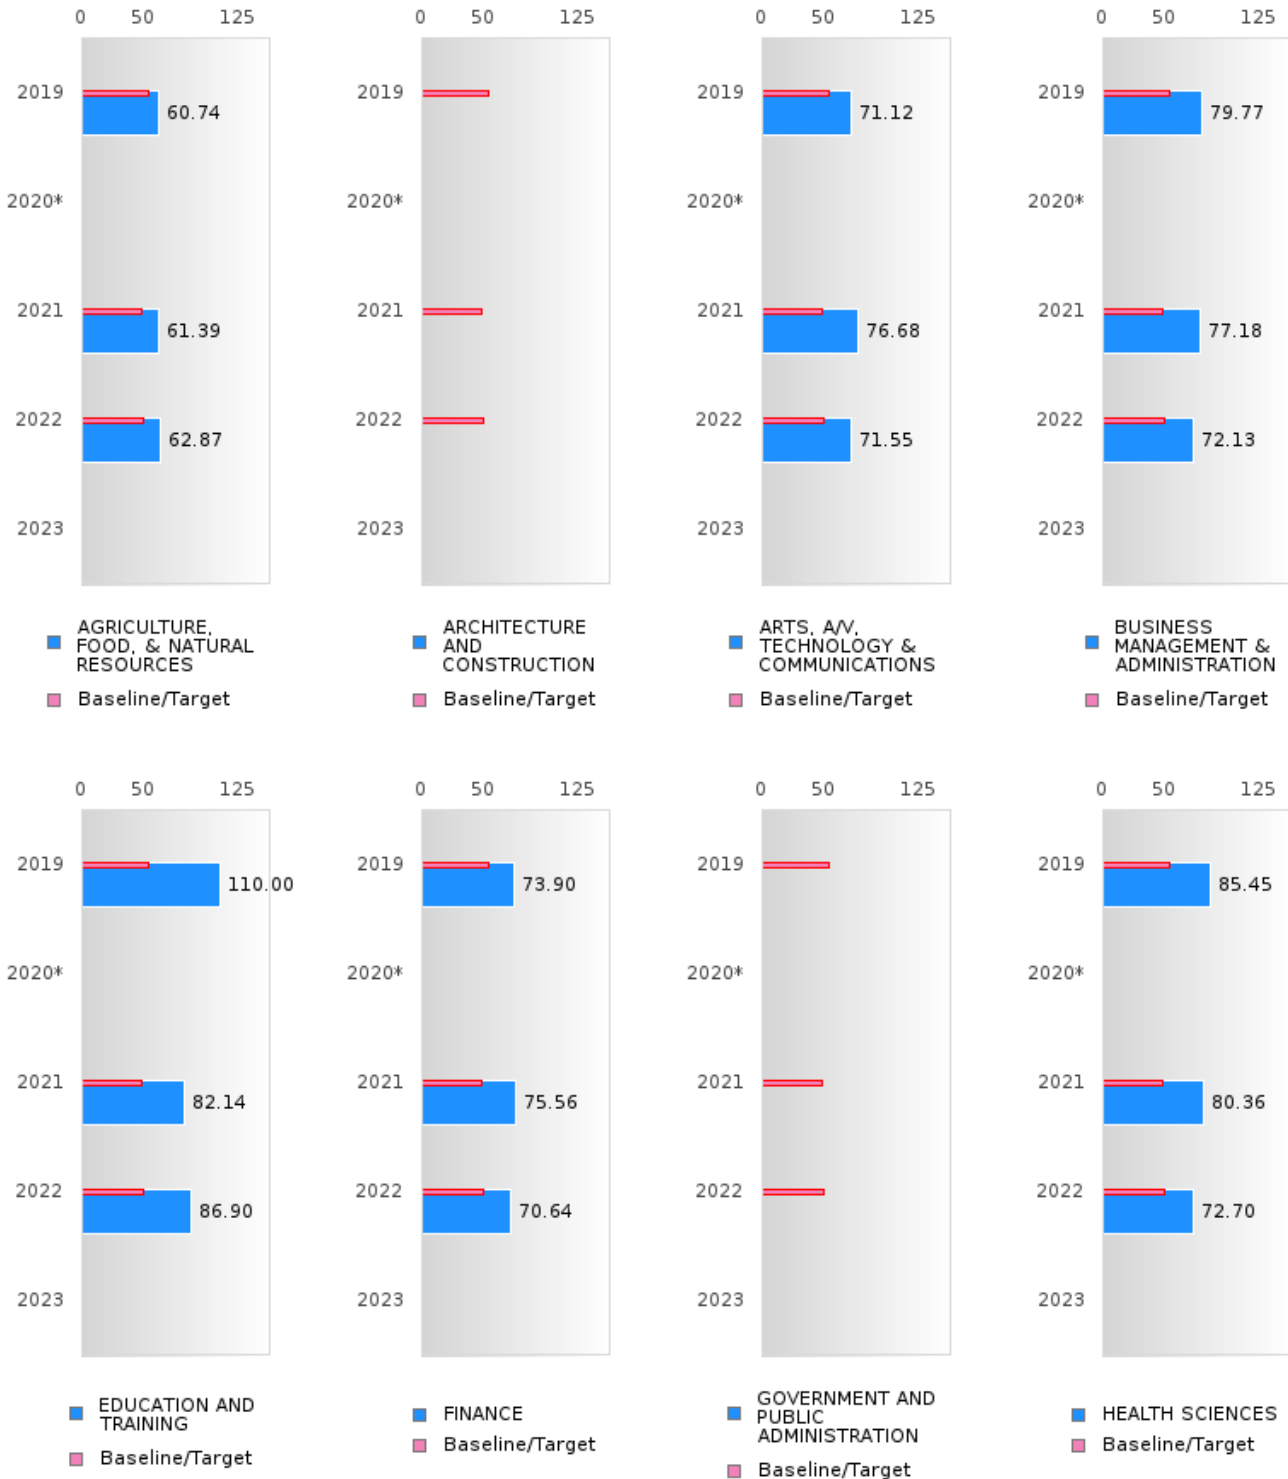 0 50 125
2019
60.74
2020*
2021
61.39
2022
62.87
2023
AGRICULTURE,
FOOD, & NATURAL
RESOURCES
Baseline/Target
0 50 125
2019
2020*
2021
2022
2023
ARCHITECTURE
AND
CONSTRUCTION
Baseline/Target
0 50 125
2019
71.12
2020*
2021
76.68
2022
71.55
2023
ARTS, A/V,
TECHNOLOGY &
COMMUNICATIONS
Baseline/Target
0 50 125
2019
79.77
2020*
2021
77.18
2022
72.13
2023
BUSINESS
MANAGEMENT &
ADMINISTRATION
Baseline/Target
0 50 125
2019
110.00
2020*
2021
82.14
2022
86.90
2023
EDUCATION AND
TRAINING
Baseline/Target
0 50 125
2019
73.90
2020*
2021
75.56
2022
70.64
2023
FINANCE
Baseline/Target
0 50 125
2019
2020*
2021
2022
2023
GOVERNMENT AND
PUBLIC
ADMINISTRATION
Baseline/Target
0 50 125
2019
85.45
2020*
2021
80.36
2022
72.70
2023
HEALTH SCIENCES
Baseline/Target